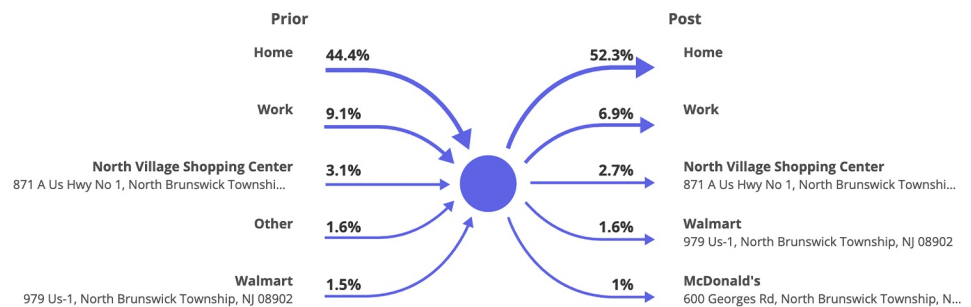 Prior
Post
Home
44.4%
52.3%
Home
Work
9.1%
6.9%
Work
North Village Shopping Center
871 A Us Hwy No 1, North Brunswick Townshi...
3.1%
2.7%
North Village Shopping Center
871 A Us Hwy No 1, North Brunswick Townshi...
Other
1.6%
1.6%
Walmart
979 Us-1, North Brunswick Township, NJ 08902
Walmart
979 Us-1, North Brunswick Township, NJ 08902
1.5%
1%
McDonald's
600 Georges Rd, North Brunswick Township, N...